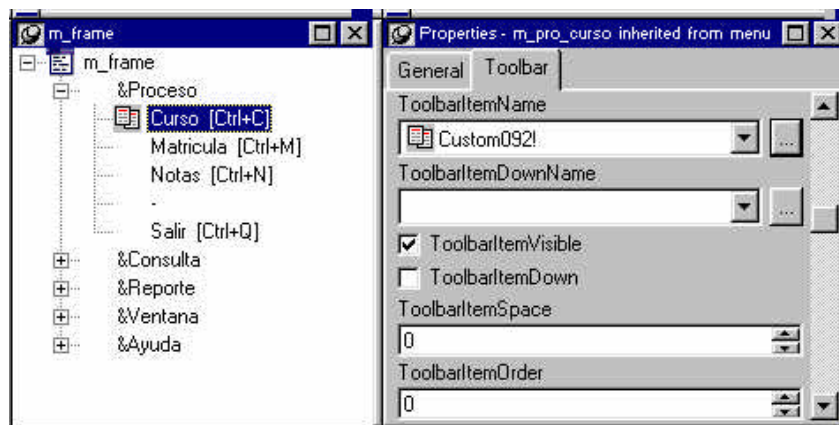 m_frame
m_frame
&Proceso
Curso [Ctrl+C]
Matricula [Ctrl+M]
Notas [Ctrl+N]
-
Salir [Ctrl+Q]
&Consulta
&Reporte
&Ventana
&Ayuda
Properties - m_pro_curso inherited from menu
General Toolbar
ToolbarItemName
Custom092!
...
ToolbarItemDownName
...
ToolbarItemVisible
ToolbarItemDown
ToolbarItemSpace
0
ToolbarItemOrder
0